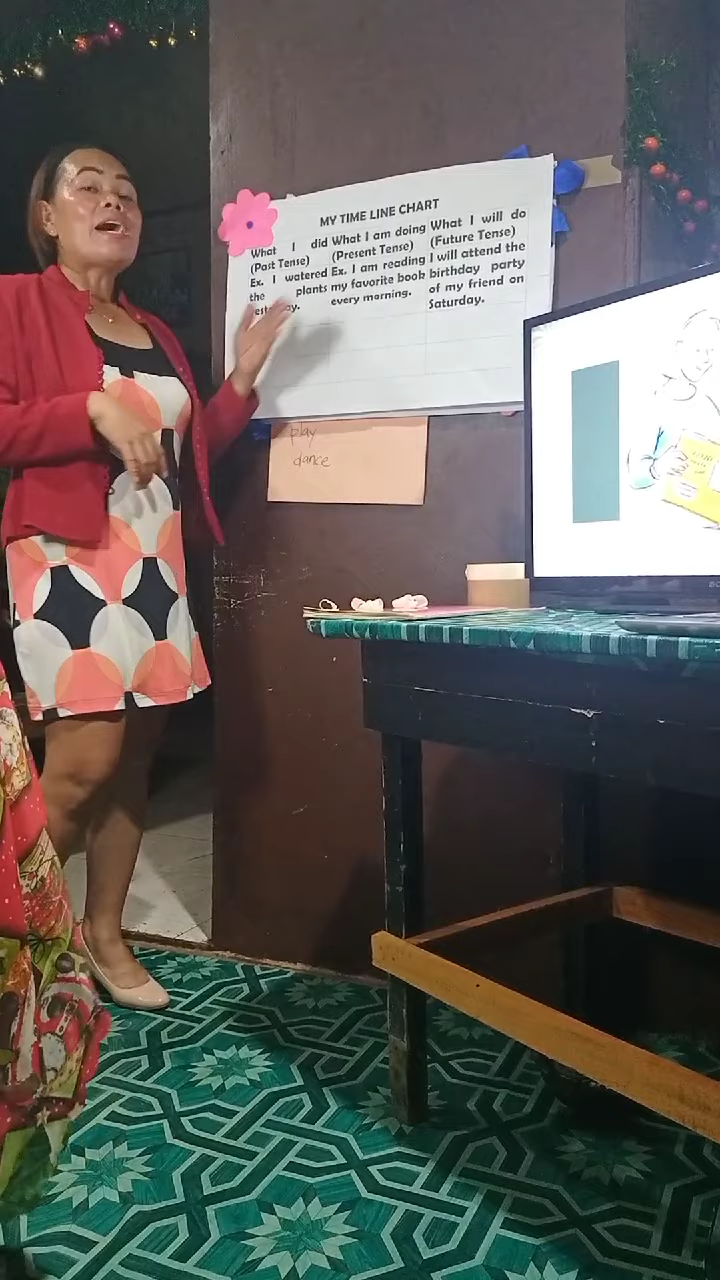 MY TIME LINE CHART
What I did What I am doing What I will do
(Past Tense) (Present Tense) (Future Tense)
Ex. I watered Ex. I am reading I will attend the
the plants my favorite book birthday party
every morning. of my friend on
Saturday.
play
dance